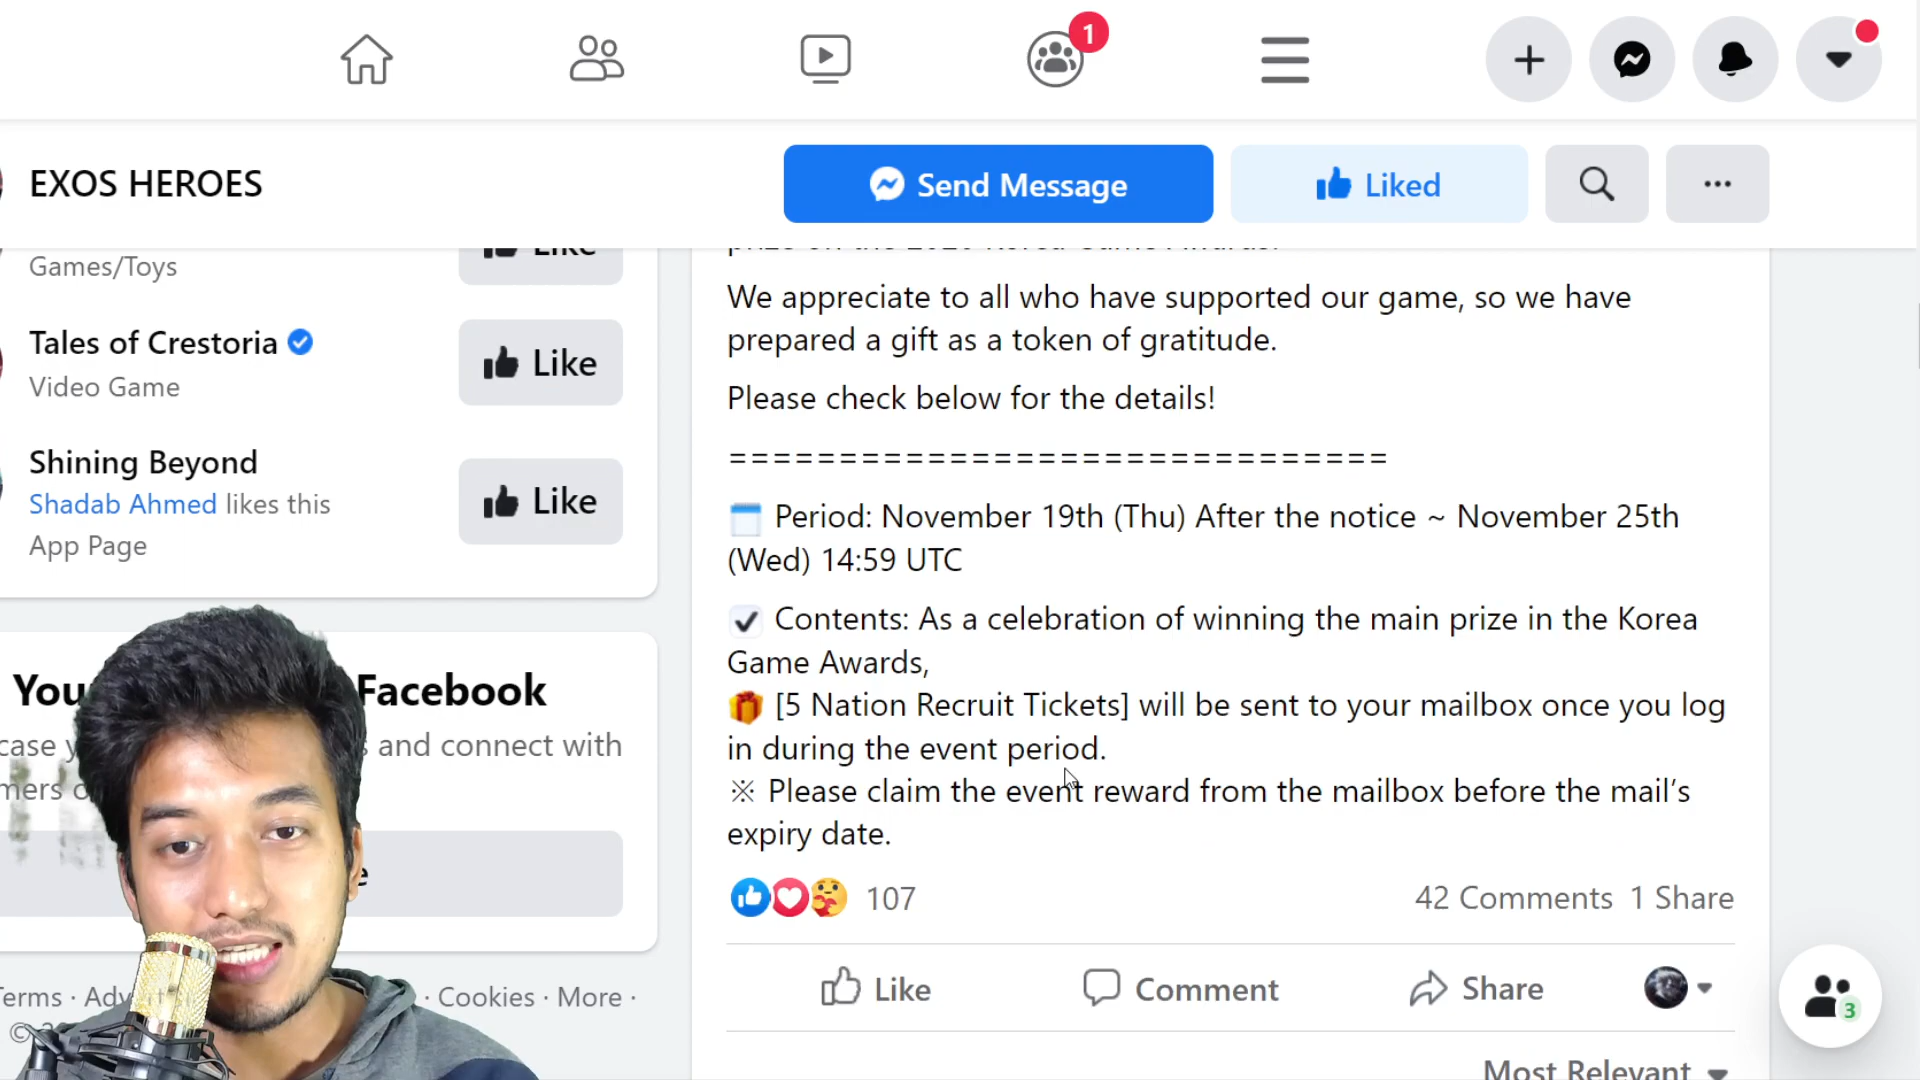 1
EXOS HEROES
Send Message
Liked
Games/Toys
Like
Tales of Crestoria
Video Game
Like
Shining Beyond
Shadab Ahmed likes this
App Page
Like
Facebook
and connect with
Cookies · More ·
We appreciate to all who have supported our game, so we have
prepared a gift as a token of gratitude.
Please check below for the details!
==============================
Period: November 19th (Thu) After the notice ~ November 25th
(Wed) 14:59 UTC
Contents: As a celebration of winning the main prize in the Korea
Game Awards,
[5 Nation Recruit Tickets] will be sent to your mailbox once you log
in during the event period.
※ Please claim the event reward from the mailbox before the mail’s
expiry date.
107
42 Comments 1 Share
Like
Comment
Share
3
Most Relevant